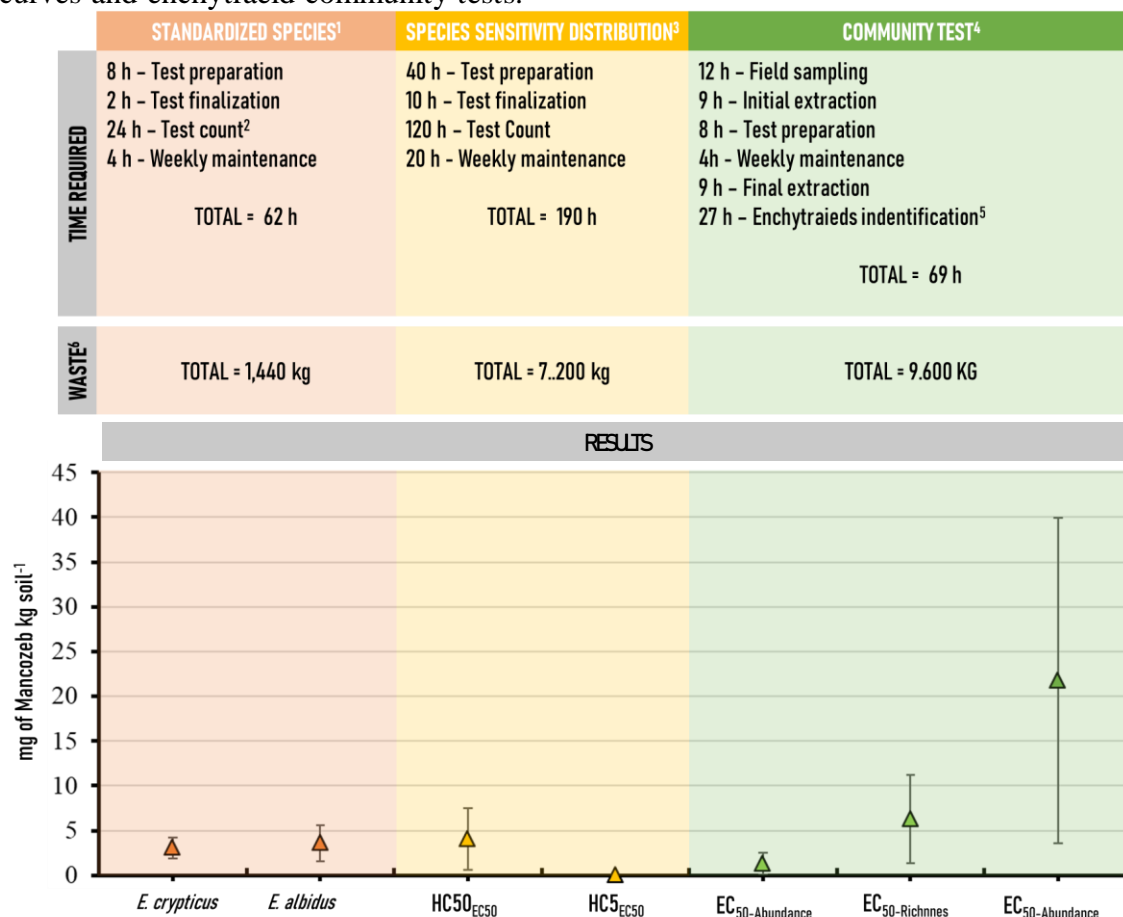 curves and enchytraeid community tests.
STANDARDIZED SPECIES¹ SPECIES SENSITIVITY DISTRIBUTION³ COMMUNITY TEST⁴
TIME REQUIRED
8 h – Test preparation
2 h – Test finalization
24 h – Test count²
4 h – Weekly maintenance
TOTAL = 62 h
40 h – Test preparation
10 h – Test finalization
120 h – Test Count
20 h – Weekly maintenance
TOTAL = 190 h
12 h – Field sampling
9 h – Initial extraction
8 h – Test preparation
4h – Weekly maintenance
9 h – Final extraction
27 h – Enchytraieds indentification⁵
TOTAL = 69 h
WASTE⁶
TOTAL = 1,440 kg
TOTAL = 7..200 kg
TOTAL = 9.600 KG
RESULTS
mg of Mancozeb kg soil⁻¹
45
40
35
30
25
20
15
10
5
0
E. crypticus E. albidus HC50EC50 HC5EC50 EC50-Abundance EC50-Richnnes EC50-Abundance